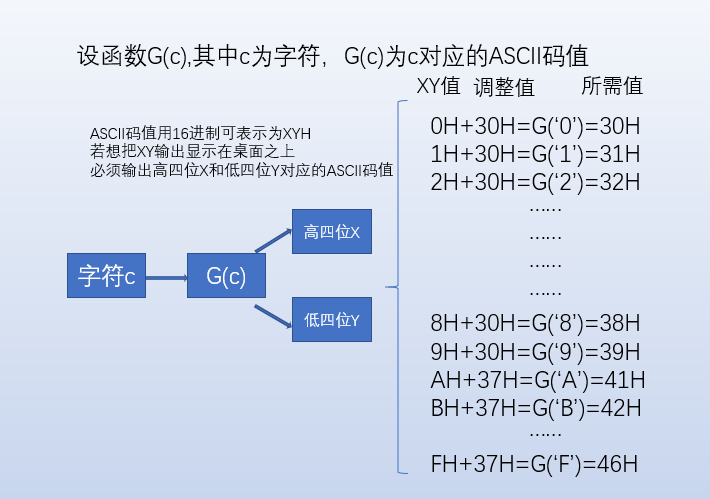 设函数G(c),其中c为字符，G(c)为c对应的ASCII码值
XY值 调整值 所需值
ASCII码值用16进制可表示为XYH
若想把XY输出显示在桌面之上
必须输出高四位X和低四位Y对应的ASCII码值
字符c
G(c)
高四位X
低四位Y
0H+30H=G(‘0’)=30H
1H+30H=G(‘1’)=31H
2H+30H=G(‘2’)=32H
……
……
……
……
8H+30H=G(‘8’)=38H
9H+30H=G(‘9’)=39H
AH+37H=G(‘A’)=41H
BH+37H=G(‘B’)=42H
……
FH+37H=G(‘F’)=46H